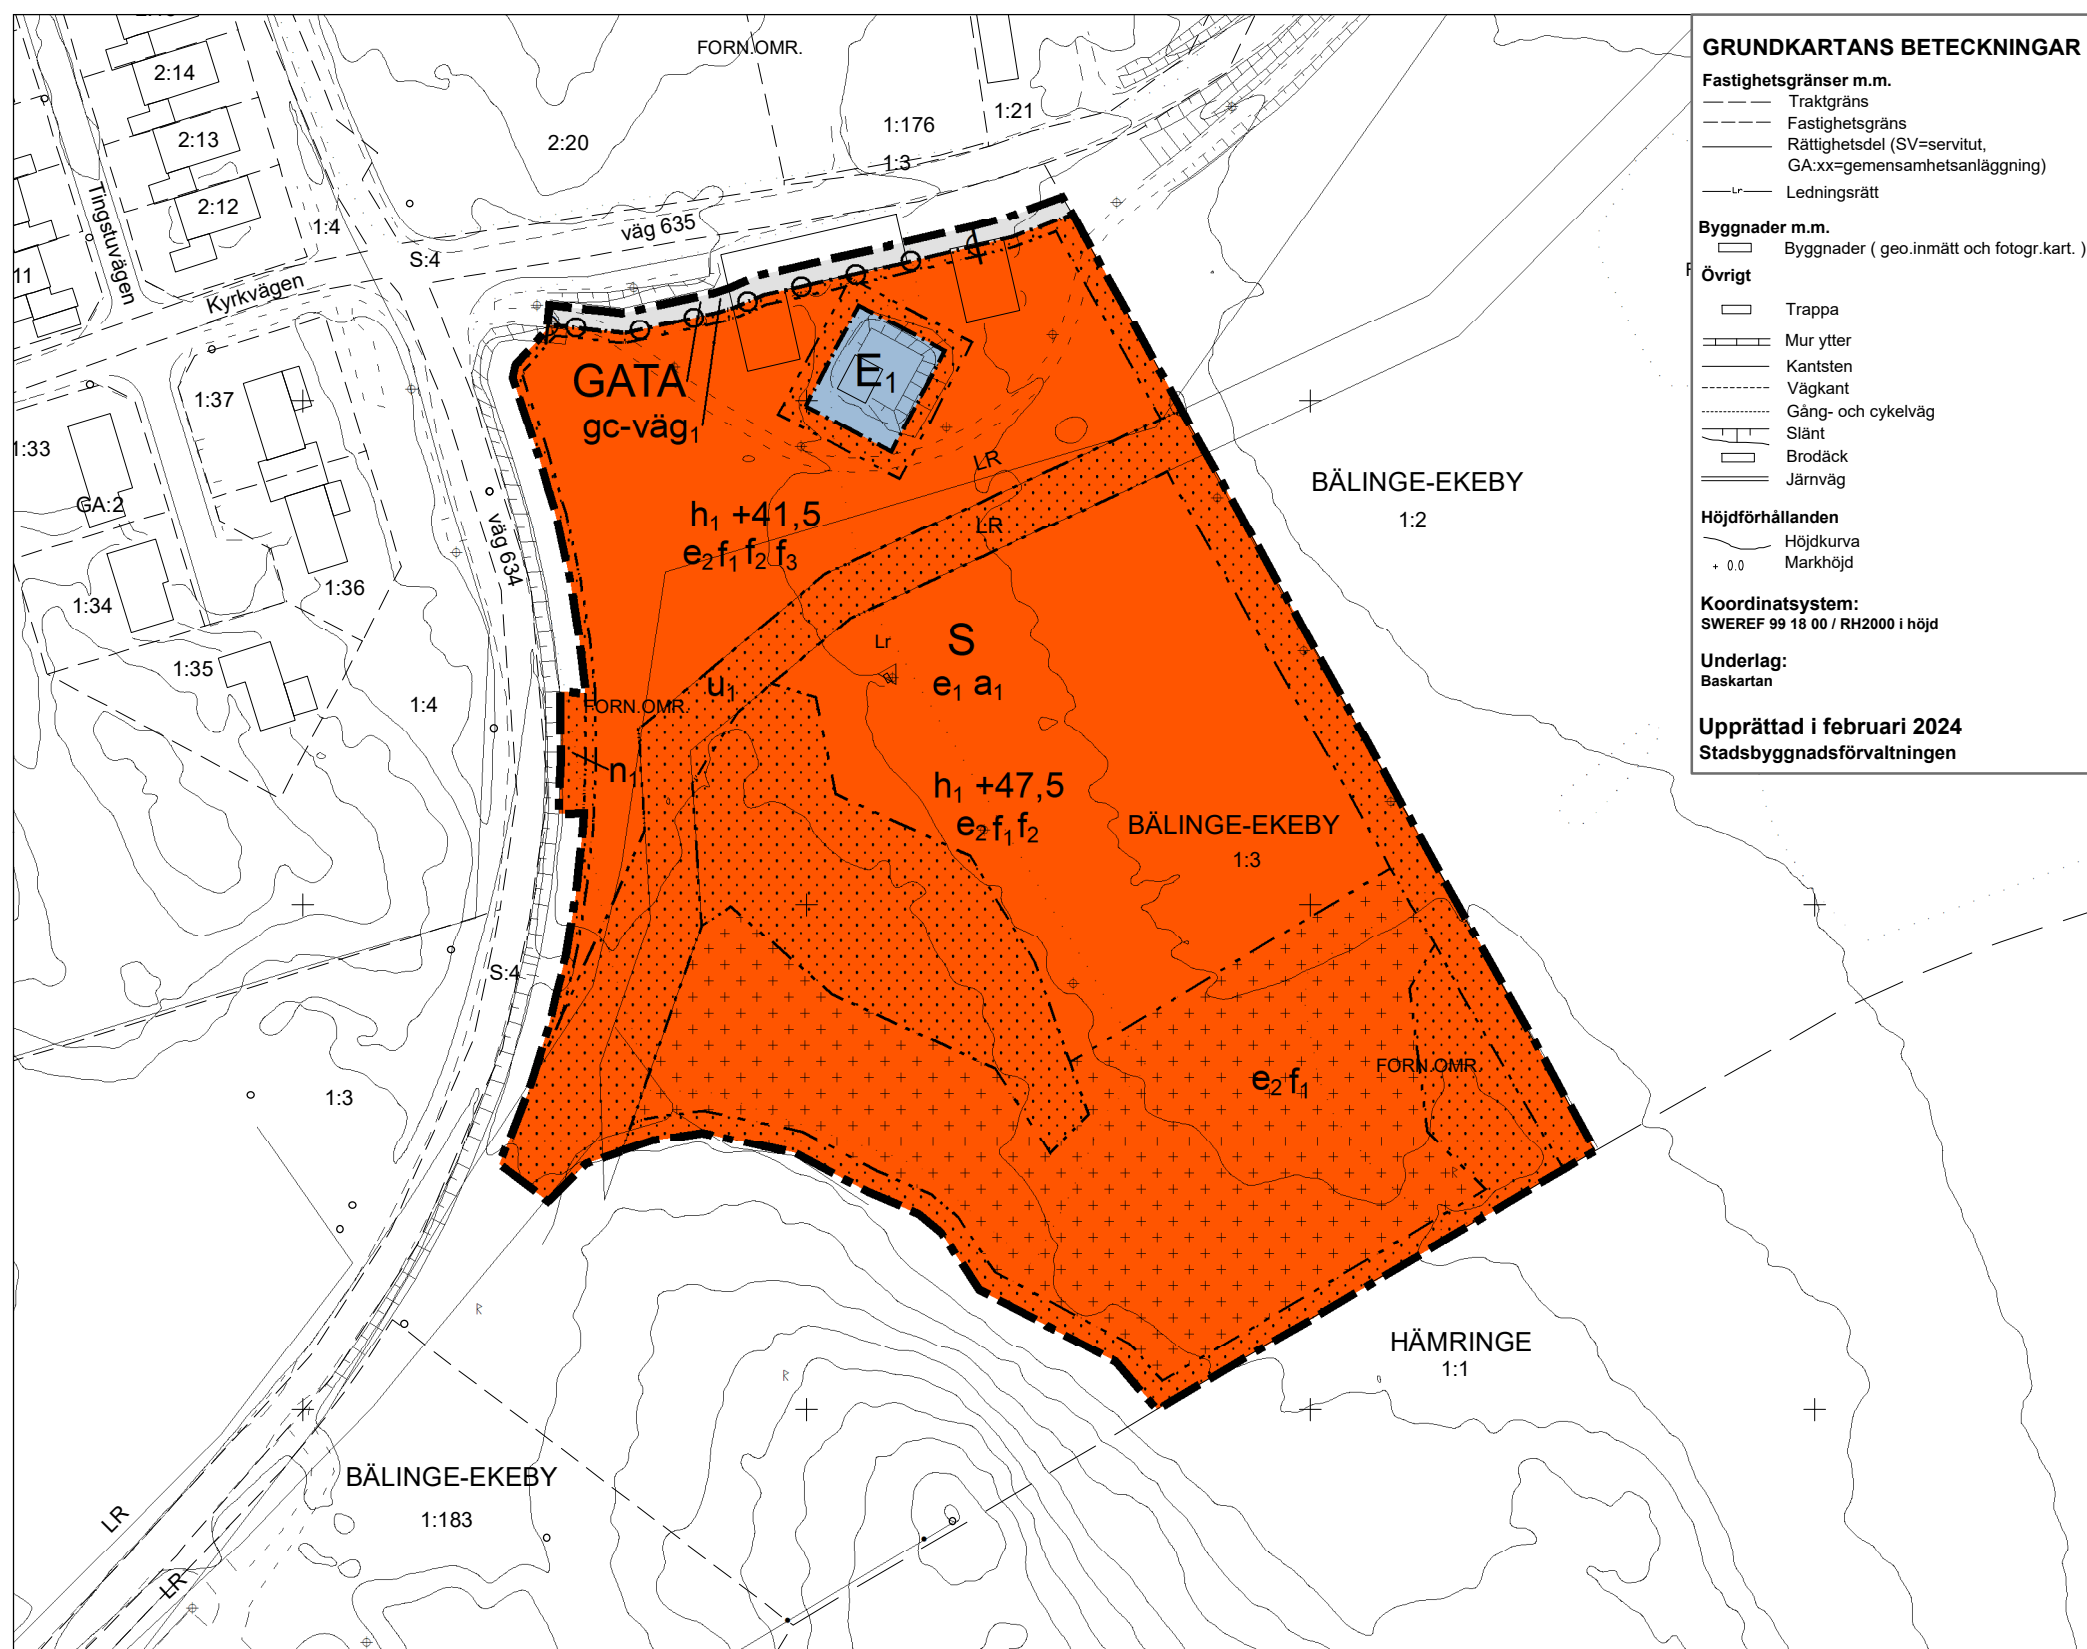 FORN.OMR.
2:14
2:13
2:12
11
2:20
1:176
1:21
1:3
1:4
S:4
väg 635
Tingstuvägen
Kyrkvägen
1:37
1:33
GA:2
väg 634
1:36
1:34
1:35
1:4
GATA
gc-väg1
E1
LR
LR
h1 +41,5
e2 f1 f2 f3
Lr
S
e1 a1
u1
FORN.OMR.
n1
h1 +47,5
e2 f1 f2
BÄLINGE-EKEBY
1:3
BÄLINGE-EKEBY
1:2
S:4
1:3
e2 f1
FORN.OMR.
R
R
R
HÄMRINGE
1:1
BÄLINGE-EKEBY
1:183
LR
LR
GRUNDKARTANS BETECKNINGAR
Fastighetsgränser m.m.
Traktgräns
Fastighetsgräns
Rättighetsdel (SV=servitut,
GA:xx=gemensamhetsanläggning)
Lr Ledningsrätt
Byggnader m.m.
Byggnader ( geo.inmätt och fotogr.kart. )
Övrigt
Trappa
Mur ytter
Kantsten
Vägkant
Gång- och cykelväg
Slänt
Brodäck
Järnväg
Höjdförhållanden
Höjdkurva
+ 0.0 Markhöjd
Koordinatsystem:
SWEREF 99 18 00 / RH2000 i höjd
Underlag:
Baskartan
Upprättad i februari 2024
Stadsbyggnadsförvaltningen